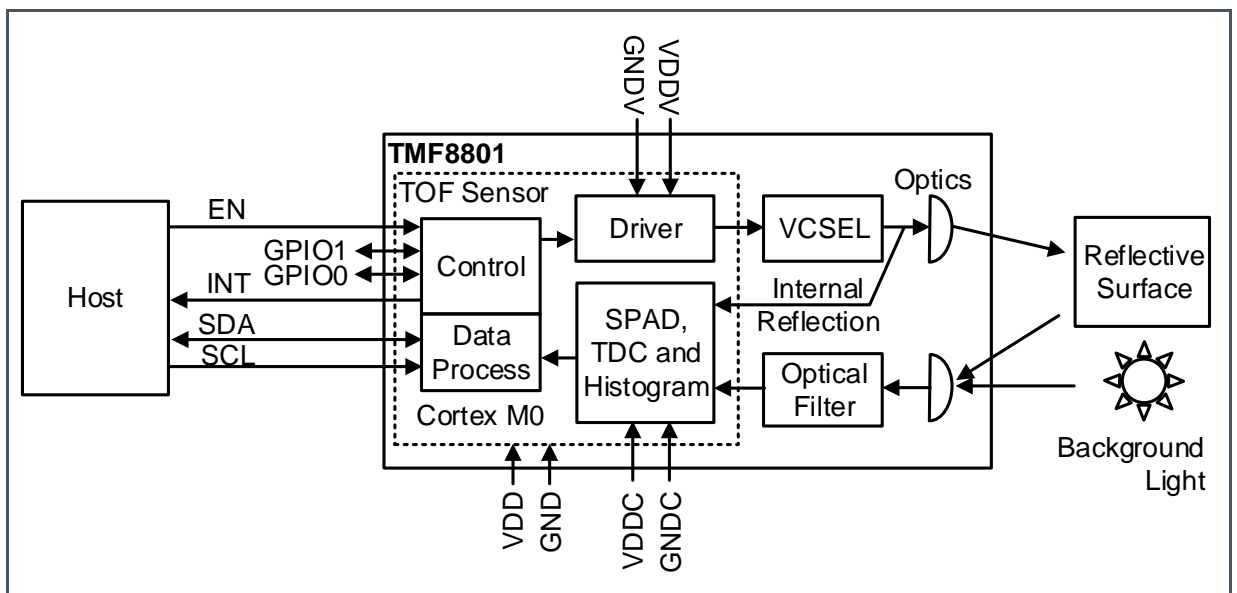 GNDV
VDDV
TMF8801
TOF Sensor
Optics
EN
Driver
VCSEL
GPIO1
Control
GPIO0
Reflective
Surface
Host
INT
Internal
Reflection
SDA
Data
Process
SPAD,
TDC and
Histogram
SCL
Optical
Filter
Cortex M0
Background
Light
VDD
GND
VDDC
GNDC